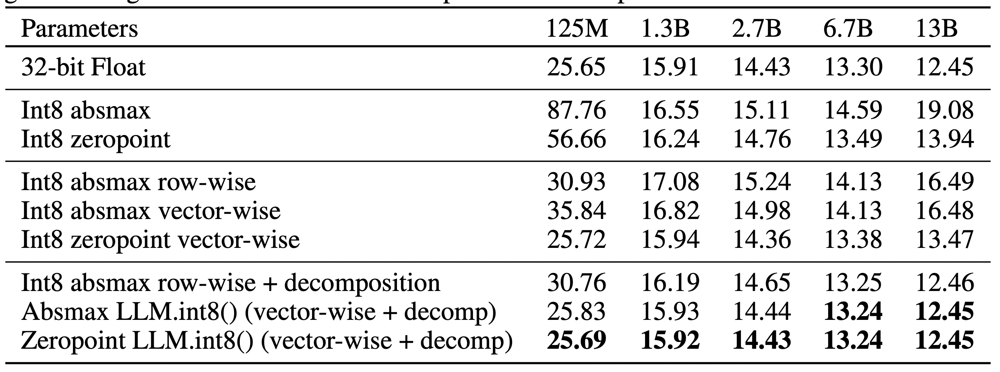 Parameters 125M 1.3B 2.7B 6.7B 13B
32-bit Float 25.65 15.91 14.43 13.30 12.45
Int8 absmax 87.76 16.55 15.11 14.59 19.08
Int8 zeropoint 56.66 16.24 14.76 13.49 13.94
Int8 absmax row-wise 30.93 17.08 15.24 14.13 16.49
Int8 absmax vector-wise 35.84 16.82 14.98 14.13 16.48
Int8 zeropoint vector-wise 25.72 15.94 14.36 13.38 13.47
Int8 absmax row-wise + decomposition 30.76 16.19 14.65 13.25 12.46
Absmax LLM.int8() (vector-wise + decomp) 25.83 15.93 14.44 13.24 12.45
Zeropoint LLM.int8() (vector-wise + decomp) 25.69 15.92 14.43 13.24 12.45